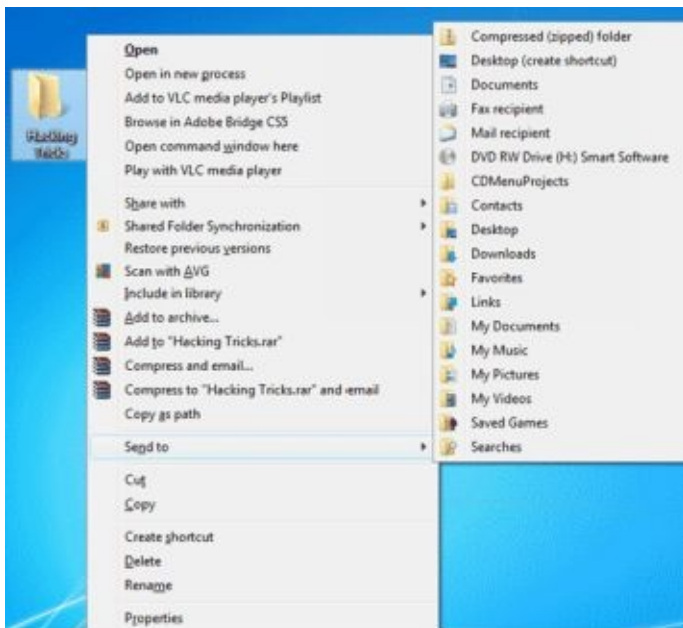 Hacking
Tricks
Open
Open in new process
Add to VLC media player's Playlist
Browse in Adobe Bridge CS5
Open command window here
Play with VLC media player
Share with
Shared Folder Synchronization
Restore previous versions
Scan with AVG
Include in library
Add to archive...
Add to "Hacking Tricks.rar"
Compress and email...
Compress to "Hacking Tricks.rar" and email
Copy as path
Send to
Cut
Copy
Create shortcut
Delete
Rename
Properties
Compressed (zipped) folder
Desktop (create shortcut)
Documents
Fax recipient
Mail recipient
DVD RW Drive (H:) Smart Software
CDMenuProjects
Contacts
Desktop
Downloads
Favorites
Links
My Documents
My Music
My Pictures
My Videos
Saved Games
Searches